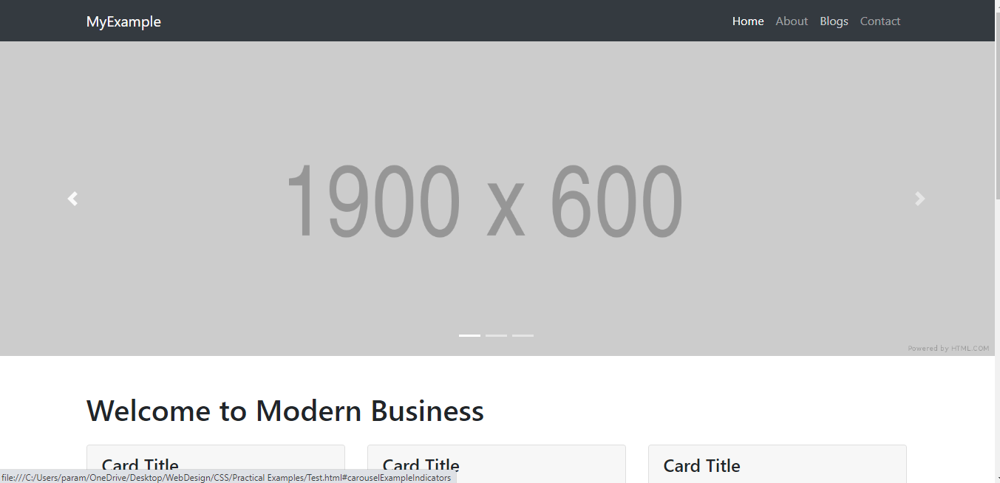 MyExample
Home About Blogs Contact
1900 x 600
Powered by HTML.COM
Welcome to Modern Business
Card Title Card Title Card Title
file:///C:/Users/param/OneDrive/Desktop/WebDesign/CSS/Practical Examples/Test.html#carouselExampleIndicators